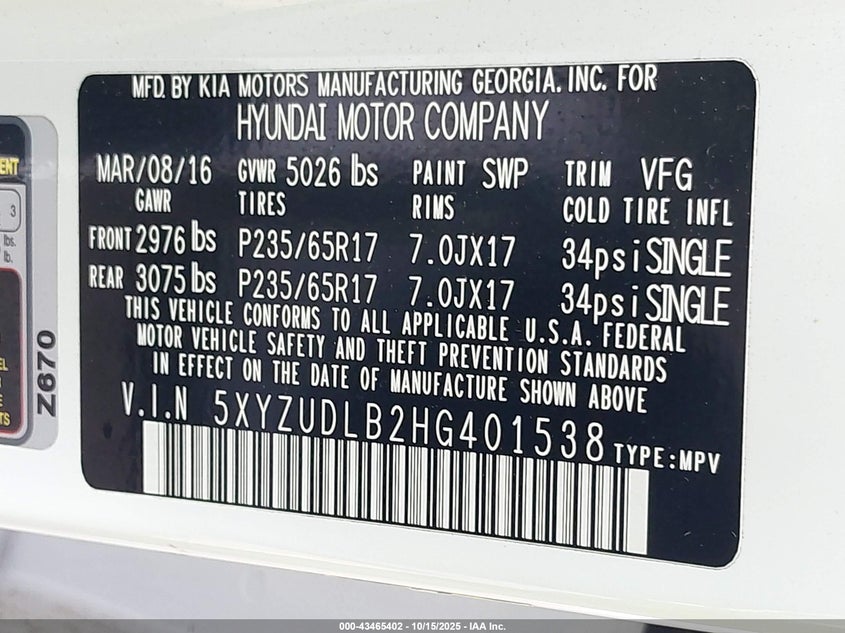 MFD. BY KIA MOTORS MANUFACTURING GEORGIA. INC. FOR
HYUNDAI MOTOR COMPANY
MAR/08/16 GVWR 5026 lbs PAINT SWP TRIM VFG
GAWR TIRES RIMS COLD TIRE INFL
FRONT 2976 lbs P235/65R17 7.0JX17 34psi SINGLE
REAR 3075 lbs P235/65R17 7.0JX17 34psi SINGLE
THIS VEHICLE CONFORMS TO ALL APPLICABLE U.S.A. FEDERAL
MOTOR VEHICLE SAFETY AND THEFT PREVENTION STANDARDS
IN EFFECT ON THE DATE OF MANUFACTURE SHOWN ABOVE
V.I.N 5XYZUDLB2HG401538 TYPE:MPV
3
lbs.
lb.
Z670
000-43465402 - 10/15/2025 - IAA Inc.